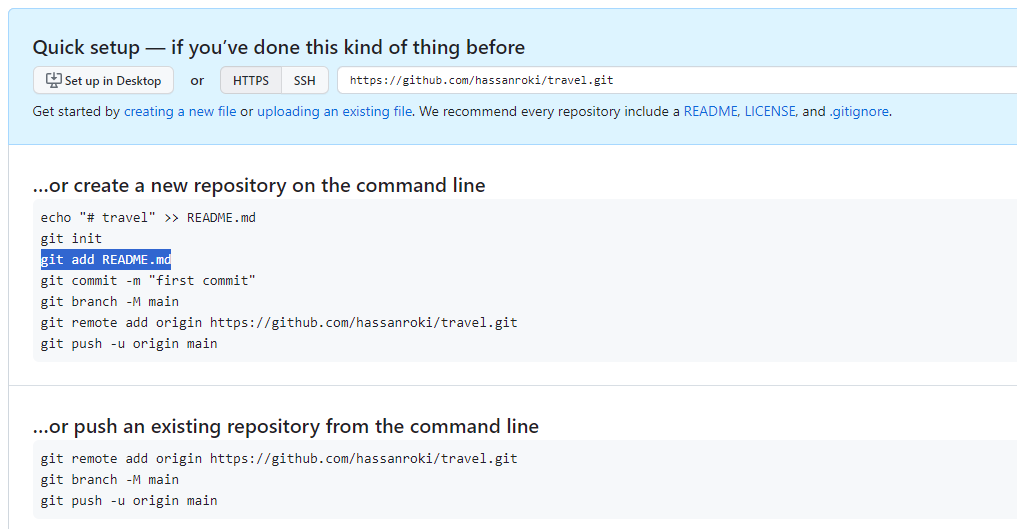 Quick setup — if you’ve done this kind of thing before
Set up in Desktop or HTTPS SSH https://github.com/hassanroki/travel.git
Get started by creating a new file or uploading an existing file. We recommend every repository include a README, LICENSE, and .gitignore.
...or create a new repository on the command line
echo "# travel" >> README.md
git init
git add README.md
git commit -m "first commit"
git branch -M main
git remote add origin https://github.com/hassanroki/travel.git
git push -u origin main
...or push an existing repository from the command line
git remote add origin https://github.com/hassanroki/travel.git
git branch -M main
git push -u origin main